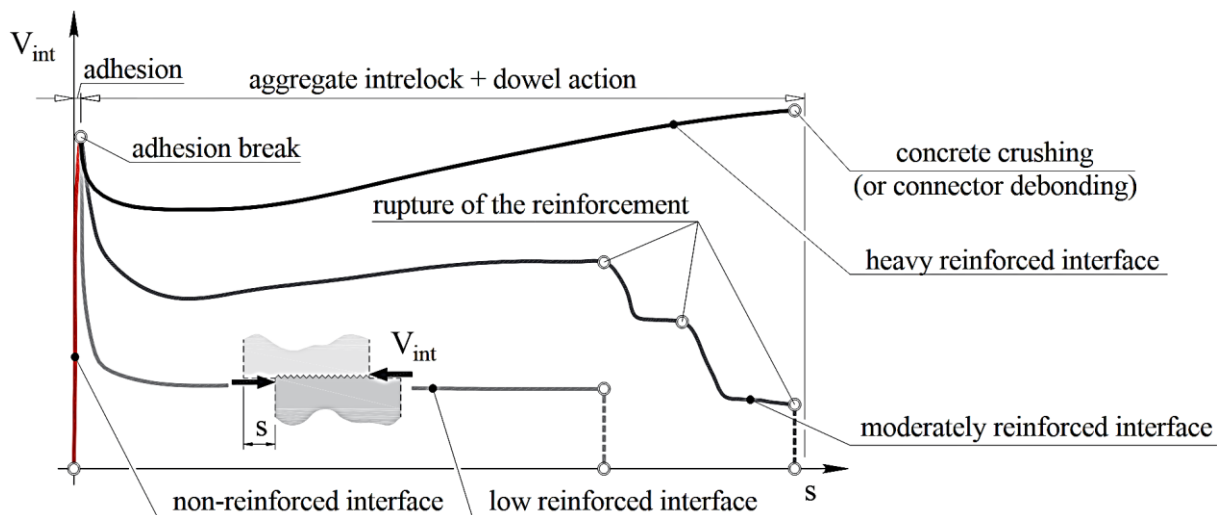 V_int
adhesion
aggregate intrelock + dowel action
adhesion break
concrete crushing
(or connector debonding)
rupture of the reinforcement
heavy reinforced interface
V_int
s
moderately reinforced interface
s
non-reinforced interface
low reinforced interface